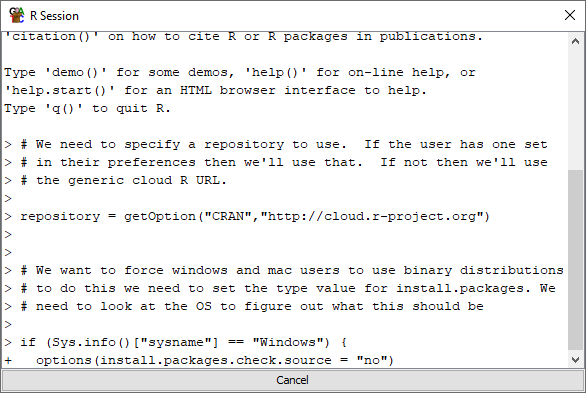 R Session
'citation()' on how to cite R or R packages in publications.
Type 'demo()' for some demos, 'help()' for on-line help, or
'help.start()' for an HTML browser interface to help.
Type 'q()' to quit R.
> # We need to specify a repository to use.  If the user has one set
> # in their preferences then we'll use that.  If not then we'll use
> # the generic cloud R URL.
>
> repository = getOption("CRAN","http://cloud.r-project.org")
>
>
> # We want to force windows and mac users to use binary distributions
> # to do this we need to set the type value for install.packages. We
> # need to look at the OS to figure out what this should be
>
> if (Sys.info()["sysname"] == "Windows") {
+   options(install.packages.check.source = "no")
Cancel